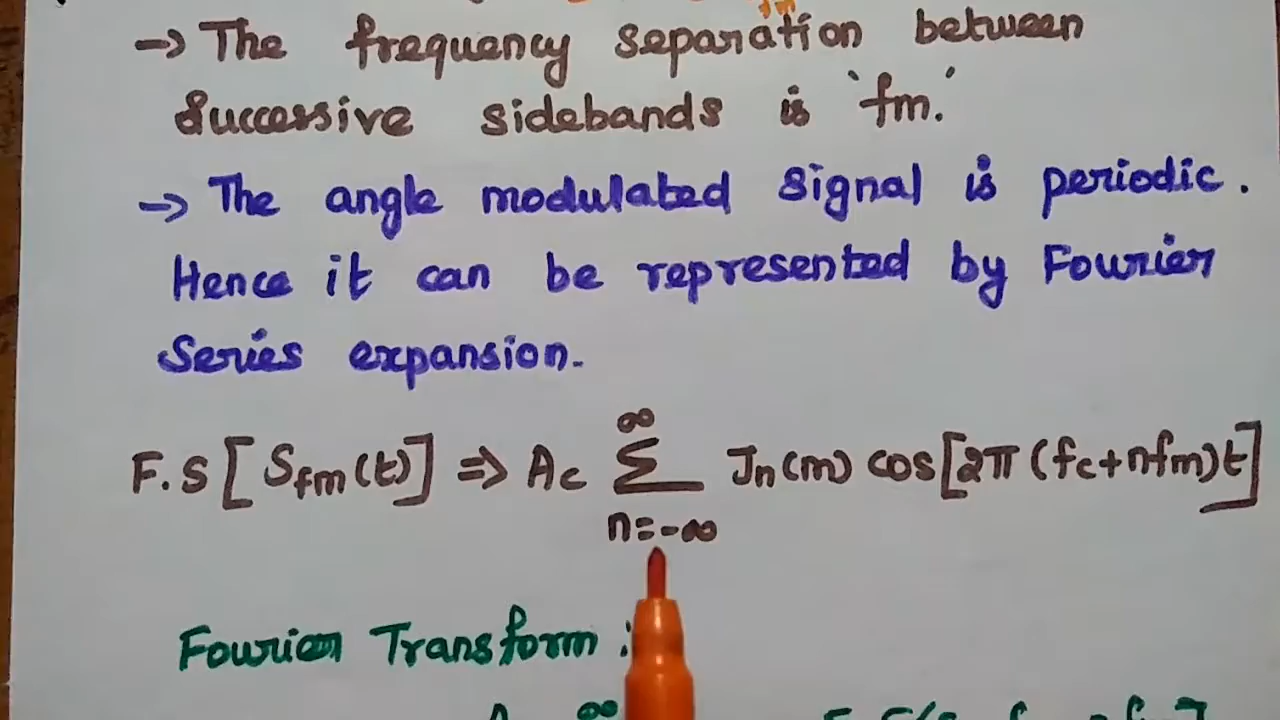 → The frequency separation between
Successive sidebands is 'fm.'
→ The angle modulated signal is periodic.
Hence it can be represented by Fourier
Series expansion.
F.S [ Sfm(t)] ⇒ Ac ∑ Jn(m) cos[2π (fc+nfm)t]
∞
n=-∞
Fourier Transform :
∞